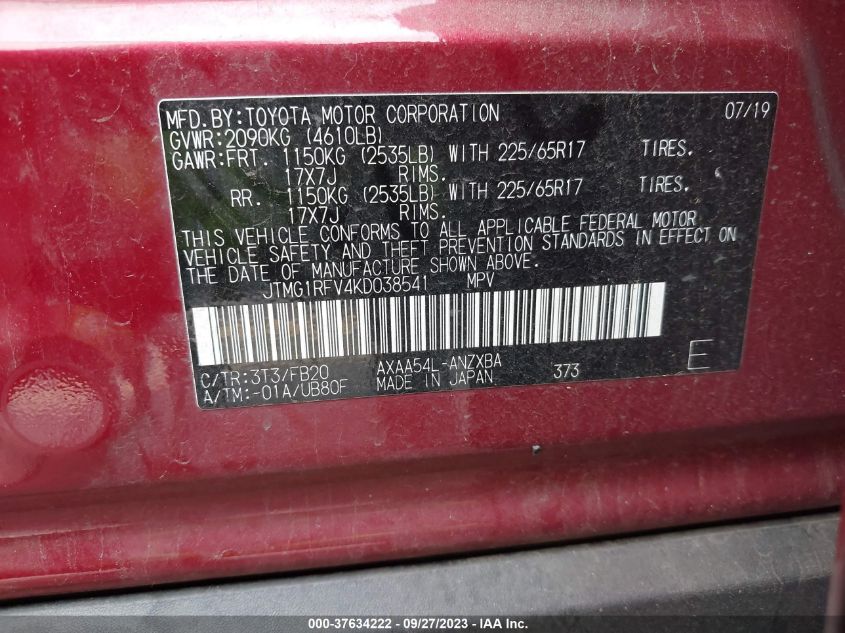 MFD.BY:TOYOTA MOTOR CORPORATION 07/19
GVWR:2090KG (4610LB)
GAWR:FRT. 1150KG (2535LB) WITH 225/65R17 TIRES.
17X7J RIMS.
RR. 1150KG (2535LB) WITH 225/65R17 TIRES.
17X7J RIMS.
THIS VEHICLE CONFORMS TO ALL APPLICABLE FEDERAL MOTOR
VEHICLE SAFETY AND THEFT PREVENTION STANDARDS IN EFFECT ON
THE DATE OF MANUFACTURE SHOWN ABOVE.
JTMG1RFV4KD038541 MPV
C/TR:3T3/FB20 AXAA54L-ANZXBA 373 E
A/TM:-01A/UB80F MADE IN JAPAN
000-37634222 - 09/27/2023 - IAA Inc.